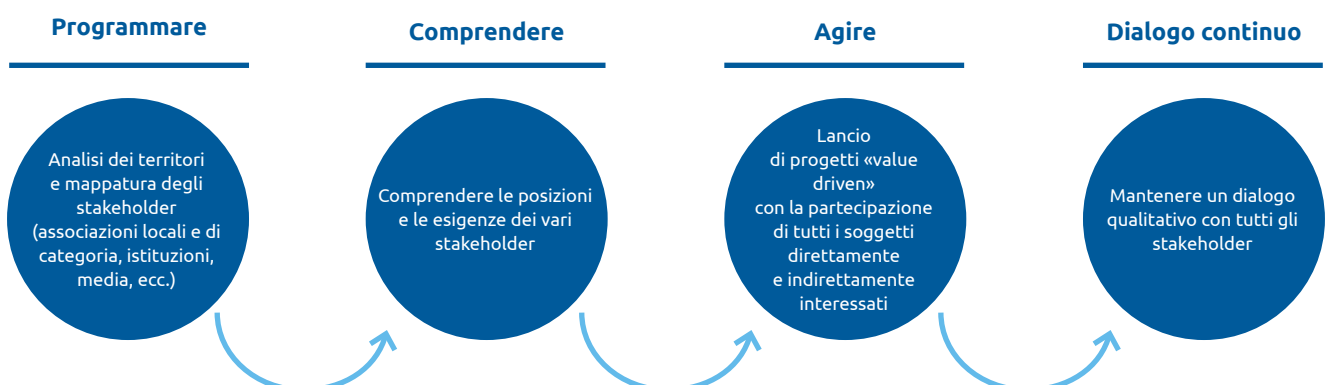 Programmare
Analisi dei territori
e mappatura degli
stakeholder
(associazioni locali e di
categoria, istituzioni,
media, ecc.)
Comprendere
Comprendere le posizioni
e le esigenze dei vari
stakeholder
Agire
Lancio
di progetti «value
driven»
con la partecipazione
di tutti i soggetti
direttamente
e indirettamente
interessati
Dialogo continuo
Mantenere un dialogo
qualitativo con tutti gli
stakeholder